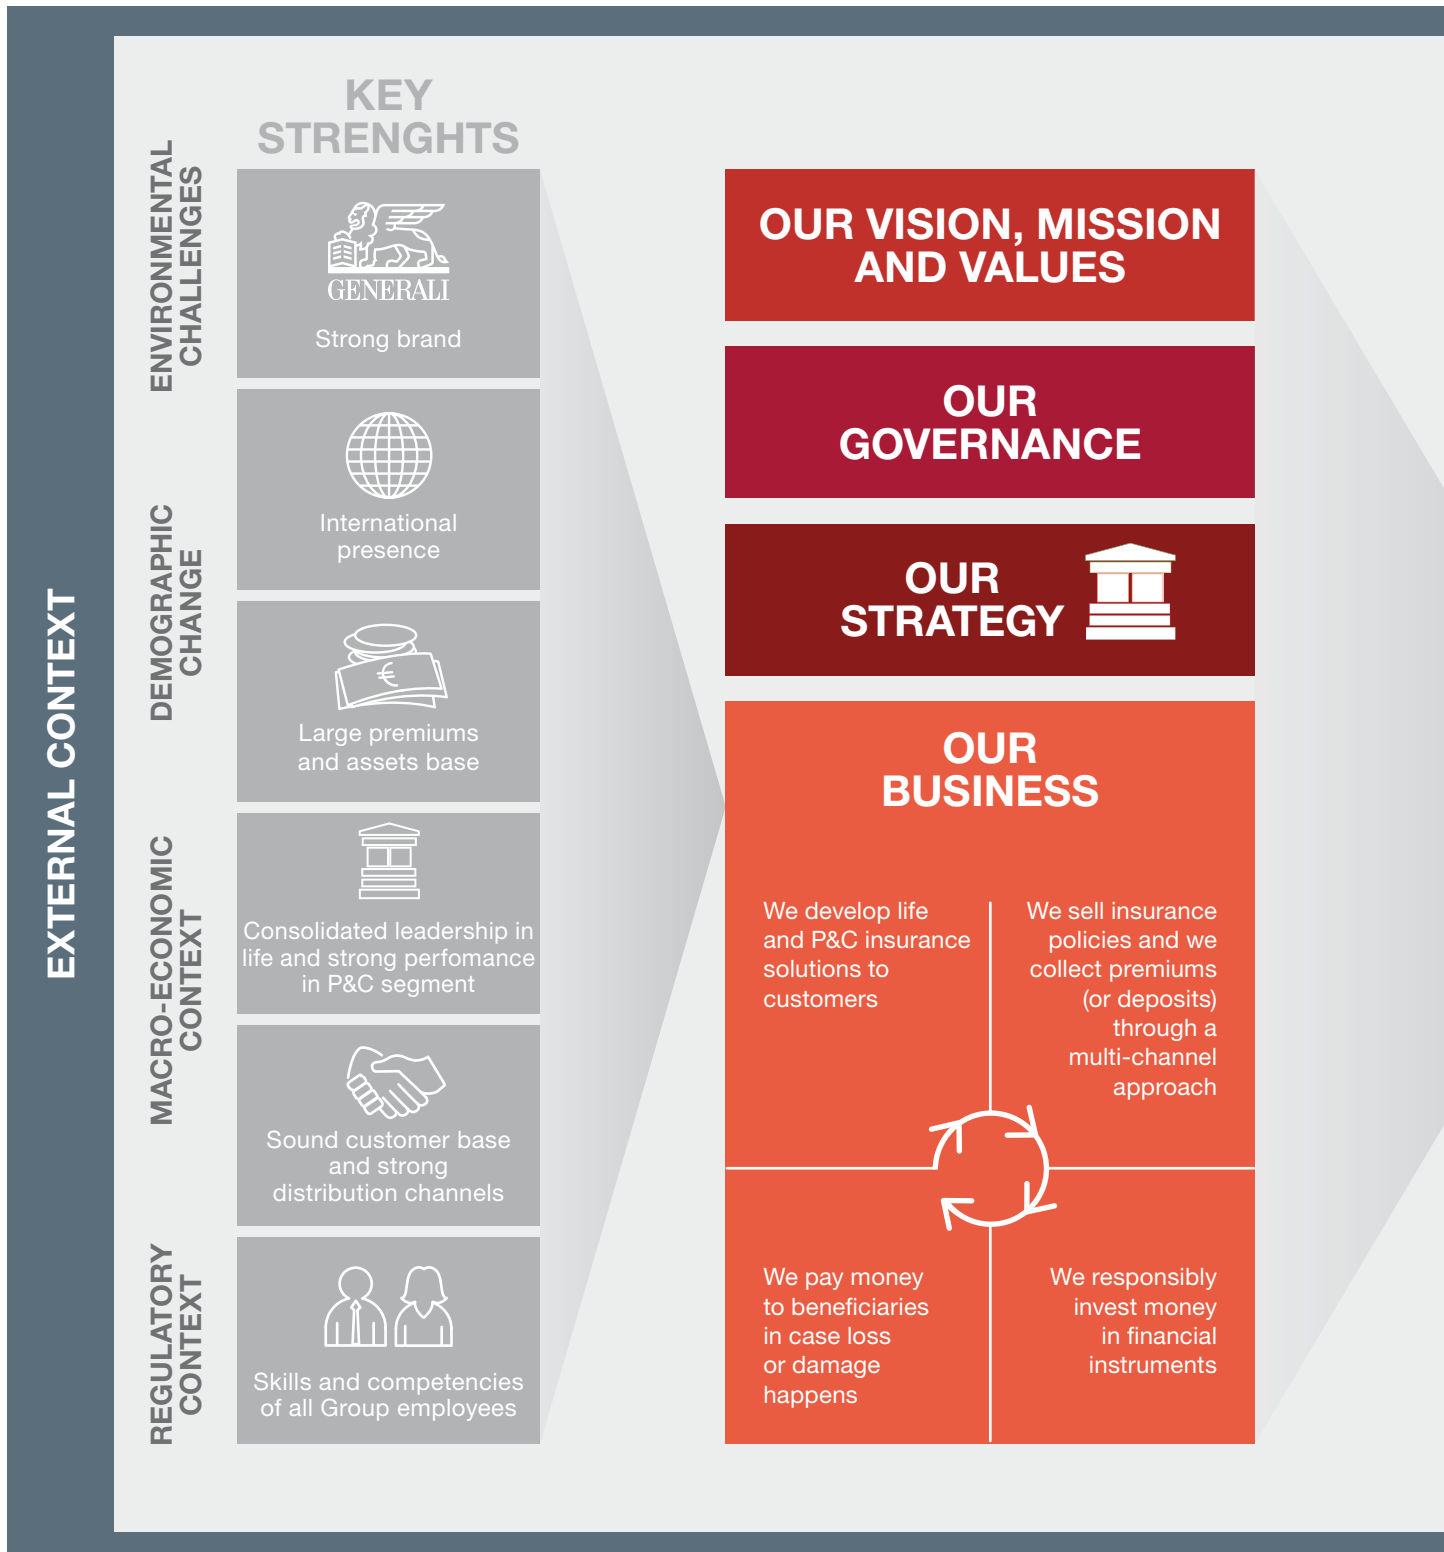 EXTERNAL CONTEXT
ENVIRONMENTAL
CHALLENGES
DEMOGRAPHIC
CHANGE
MACRO-ECONOMIC
CONTEXT
REGULATORY
CONTEXT
KEY
STRENGHTS
GENERALI
Strong brand
International
presence
€
Large premiums
and assets base
Consolidated leadership in
life and strong perfomance
in P&C segment
Sound customer base
and strong
distribution channels
Skills and competencies
of all Group employees
OUR VISION, MISSION
AND VALUES
OUR
GOVERNANCE
OUR
STRATEGY
OUR
BUSINESS
We develop life
and P&C insurance
solutions to
customers
We sell insurance
policies and we
collect premiums
(or deposits)
through a
multi-channel
approach
We pay money
to beneficiaries
in case loss
or damage
happens
We responsibly
invest money
in financial
instruments